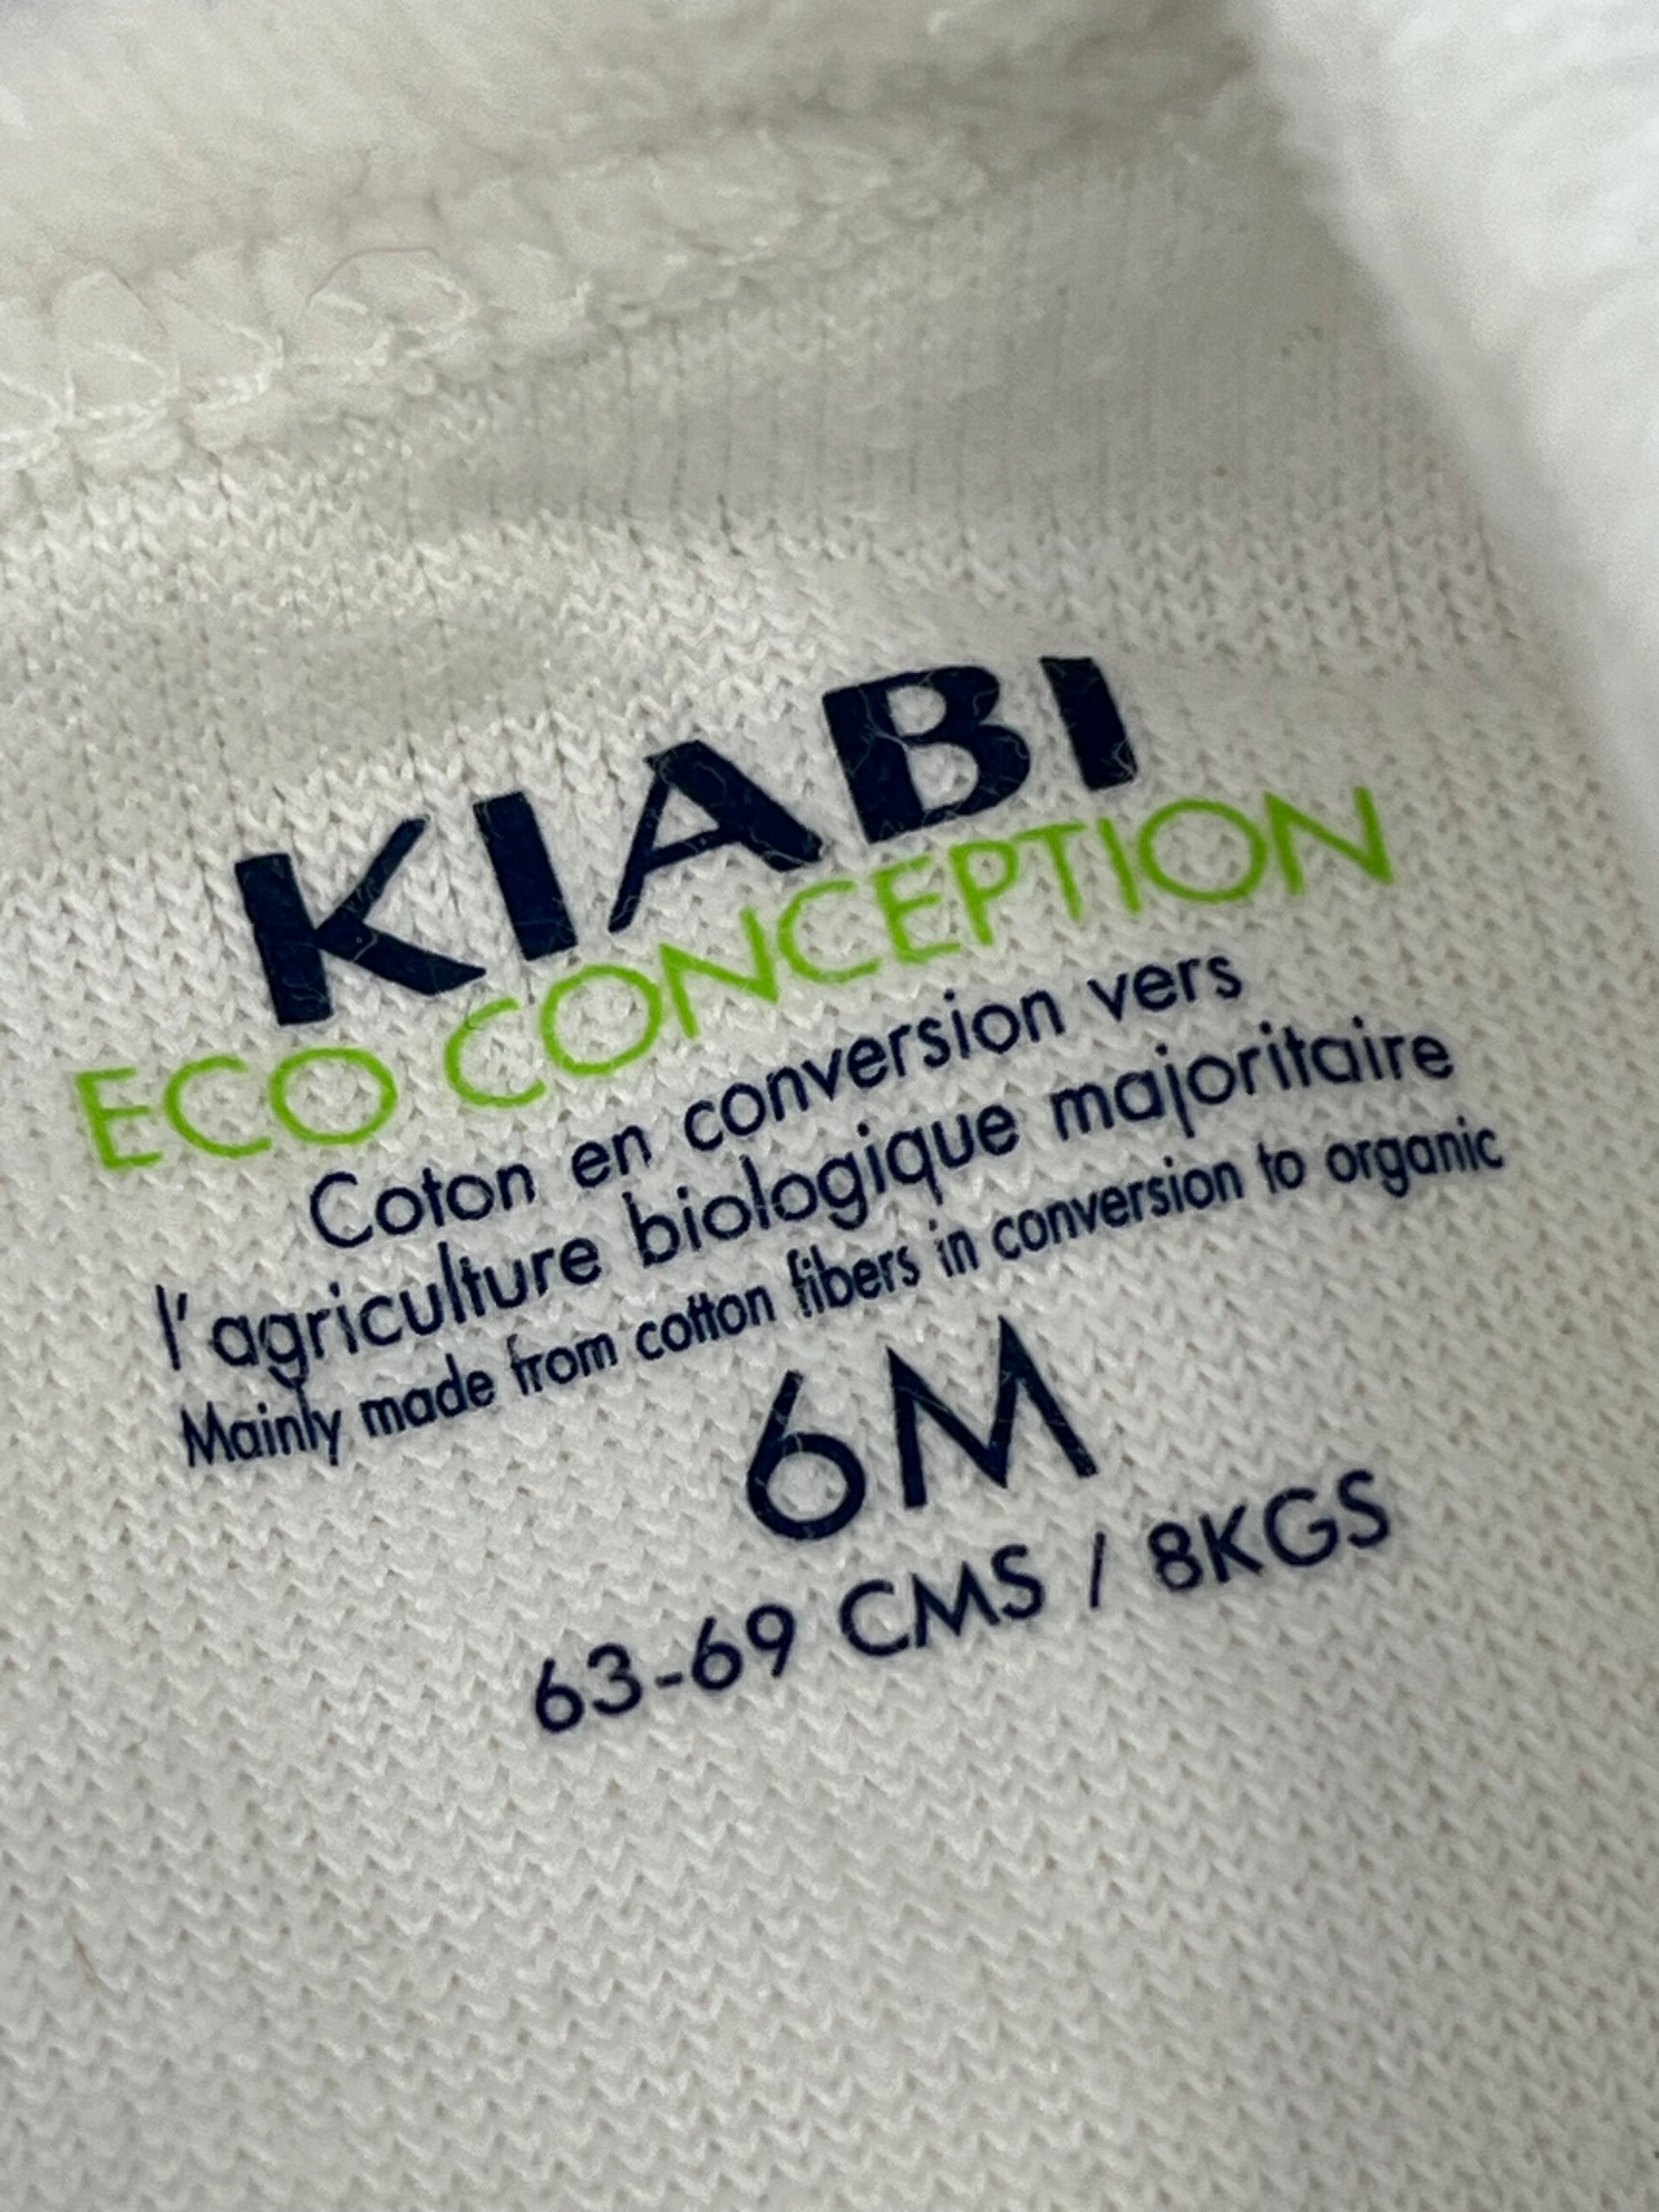 KIABI
ECO CONCEPTION
Coton en conversion vers
l'agriculture biologique majoritaire
Mainly made from cotton fibers in conversion to organic
6M
63-69 CMS / 8KGS